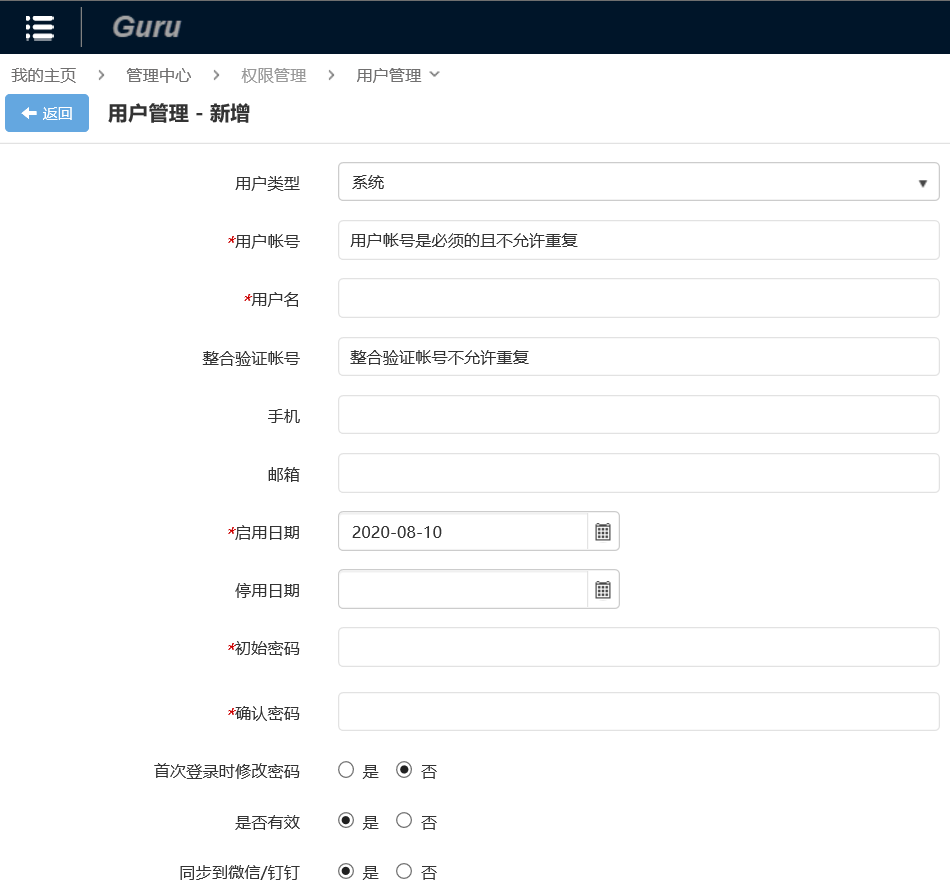 Guru
我的主页 > 管理中心 > 权限管理 > 用户管理
返回 用户管理 - 新增
用户类型 系统
*用户帐号 用户帐号是必须的且不允许重复
*用户名
整合验证帐号 整合验证帐号不允许重复
手机
邮箱
*启用日期 2020-08-10
停用日期
*初始密码
*确认密码
首次登录时修改密码 是 否
是否有效 是 否
同步到微信/钉钉 是 否